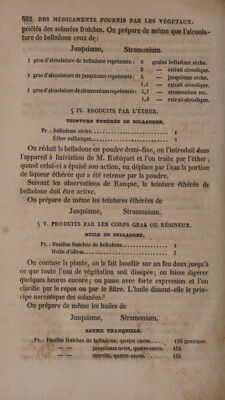 682 DES MÉDICAMENTS FOURNIS PAR LES VÉGÉTAUX.
priétés des solanées fraîches. On prépare de même que l'alcoola-
ture de belladone ceux de:
Jusquiame, Stramonium.
1 gros d'alcoolature de belladone représente : 6 grains belladone sèche.
5 — extrait alcoolique.
1 gros d'alcoolature de jusquiame représente : 5 — jusquiame sèche.
1,1 — extrait alcoolique.
1 gros d'alcoolature de stramonium représente : 5,1 — stramonium sec.
1,2 — extrait alcoolique.
§ IV. PRODUITS PAR L'ÉTHER.
TEINTURE ÉTHÉRÉE DE BELLADONE.
Pr.: Belladone sèche. 1
Éther sulfurique. 4
On réduit la belladone en poudre demi-fine, on l'introduit dans
l'appareil à lixiviation de M. Robiquet et l'on traite par l'éther;
quand celui-ci a épuisé son action, on déplace par l'eau la portion
de liqueur éthérée qui a été retenue par la poudre.
Suivant les observations de Ranque, la teinture éthérée de
belladone doit être active.
On prépare de même les teintures éthérées de
Jusquiame, Stramonium.
§ V. PRODUITS PAR LES CORPS GRAS OU RÉSINEUX.
HUILE DE BELLADONE.
Pr.: Feuilles fraîches de belladone. 1
Huile d'olives. 2
On contuse la plante, on la fait bouillir sur un feu doux jusqu'à
ce que toute l'eau de végétation soit dissipée; on laisse digérer
quelques heures encore; on passe avec forte expression et l'on
clarifie par le repos ou par le filtre. L'huile dissout-elle le prin-
cipe narcotique des solanées?
On prépare de même les huiles de
Jusquiame, Stramonium.
BAUME TRANQUILLE.
Pr.: Feuilles fraîches de belladone, quatre onces. 125 grammes.
— — jusquiame noire, quatre onces. 125
— — morelle, quatre onces. 125